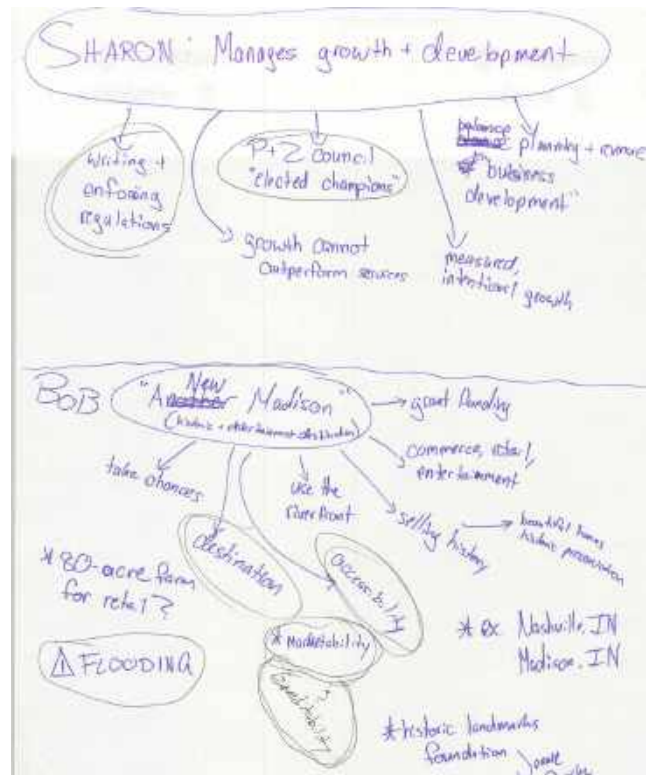 SHARON: Manages growth + development
writing +
enforcing
regulations
P+Z council
"elected champions"
growth cannot
outperform services
balance
planning + revenue
"business
development"
measured,
intentional growth
BOB
New
"A Madison"
take chances
destination
use the
riverfront
accessibility
selling history
beautiful homes
historic preservation
grant funding
commerce, retail,
entertainment
* 80-acre farm
for retail?
⚠ FLOODING
* Marketability
?
* ex Nashville, IN
Madison, IN
* historic landmarks
foundation